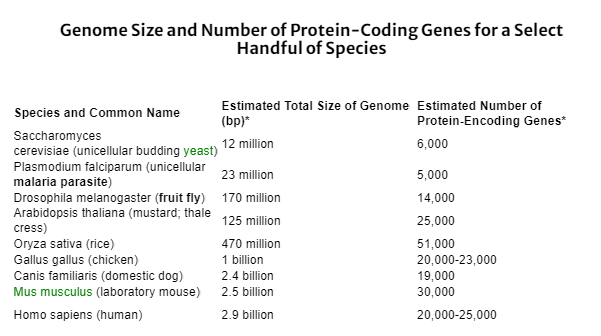 Genome Size and Number of Protein-Coding Genes for a Select
Handful of Species
Species and Common Name
Estimated Total Size of Genome
(bp)*
Estimated Number of
Protein-Encoding Genes*
Saccharomyces
cerevisiae (unicellular budding yeast)
12 million
6,000
Plasmodium falciparum (unicellular
malaria parasite)
23 million
5,000
Drosophila melanogaster (fruit fly)
170 million
14,000
Arabidopsis thaliana (mustard; thale
cress)
125 million
25,000
Oryza sativa (rice)
470 million
51,000
Gallus gallus (chicken)
1 billion
20,000-23,000
Canis familiaris (domestic dog)
2.4 billion
19,000
Mus musculus (laboratory mouse)
2.5 billion
30,000
Homo sapiens (human)
2.9 billion
20,000-25,000